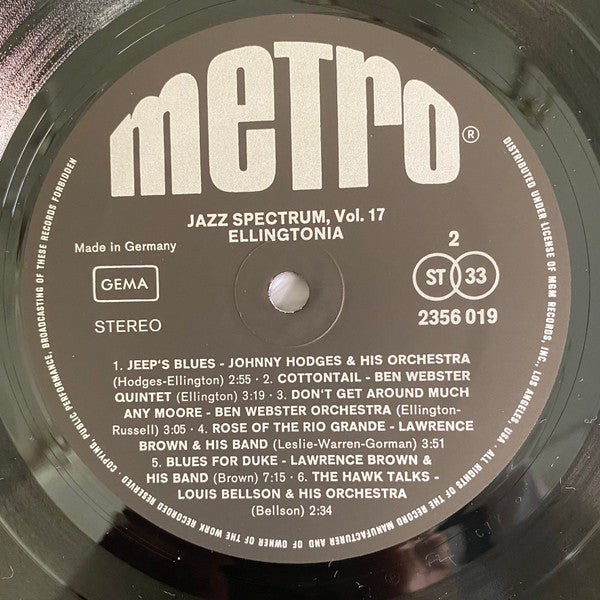 metro®
JAZZ SPECTRUM, Vol. 17
ELLINGTONIA
Made in Germany
GEMA
STEREO
2
ST 33
2356 019
1. JEEP'S BLUES - JOHNNY HODGES & HIS ORCHESTRA
(Hodges-Ellington) 2:55 · 2. COTTONTAIL - BEN WEBSTER
QUINTET (Ellington) 3:19 · 3. DON'T GET AROUND MUCH
ANY MOORE - BEN WEBSTER ORCHESTRA (Ellington-
Russell) 3:05 · 4. ROSE OF THE RIO GRANDE - LAWRENCE
BROWN & HIS BAND (Leslie-Warren-Gorman) 3:51
5. BLUES FOR DUKE - LAWRENCE BROWN &
HIS BAND (Brown) 7:15 · 6. THE HAWK TALKS -
LOUIS BELLSON & HIS ORCHESTRA
(Bellson) 2:34
DISTRIBUTED UNDER LICENSE OF MGM RECORDS, INC., LOS ANGELES, USA · ALL RIGHTS OF THE RECORD MANUFACTURER AND OF OWNER OF THE WORK RECORDED RESERVED · COPYING, PUBLIC PERFORMANCE, BROADCASTING OF THESE RECORDS FORBIDDEN